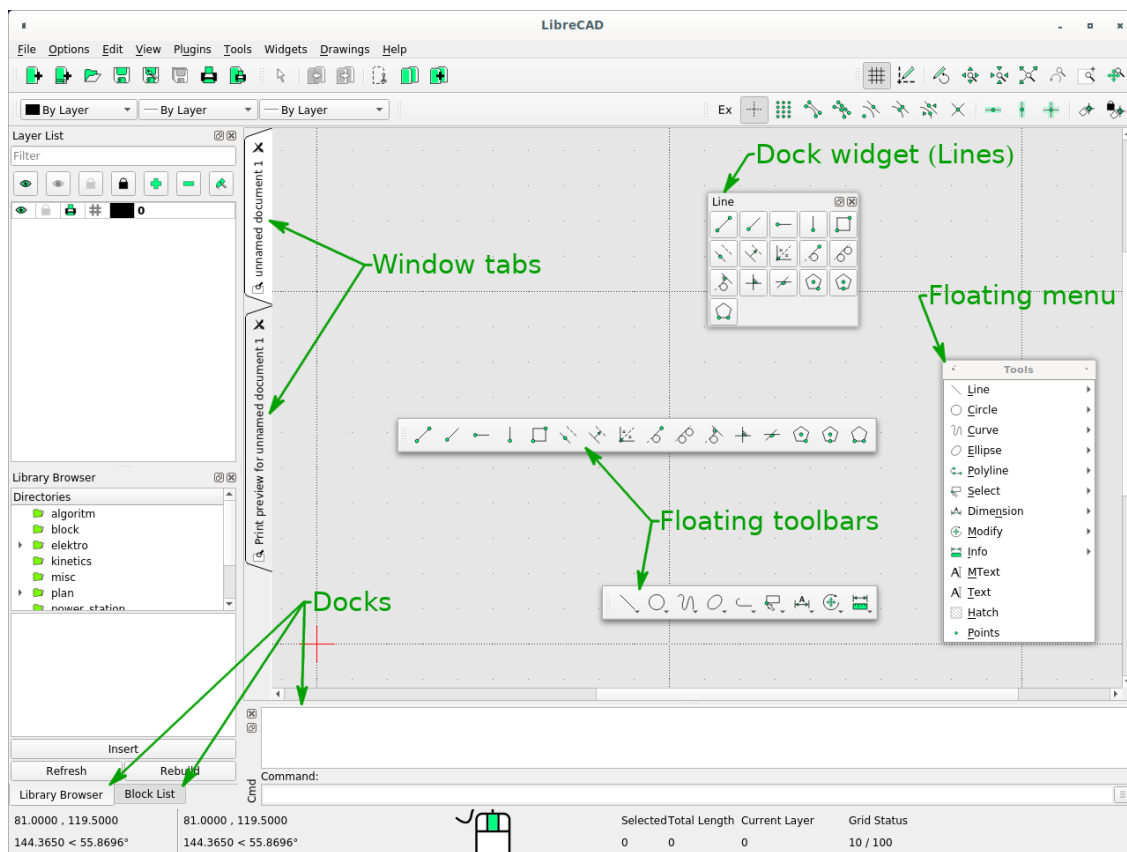 LibreCAD
File Options Edit View Plugins Tools Widgets Drawings Help
By Layer By Layer By Layer
Ex
Layer List
Filter
0
unnamed document 1
Print preview for unnamed document 1
Dock widget (Lines)
Line
Window tabs
Floating menu
Tools
Line
Circle
Curve
Ellipse
Polyline
Select
Dimension
Modify
Info
MText
Text
Hatch
Points
Floating toolbars
Library Browser
Directories
algoritm
block
elektro
kinetics
misc
plan
power_station
Docks
Insert
Refresh Rebuild
Library Browser Block List
Cmd
Command:
81.0000 , 119.5000 81.0000 , 119.5000 Selected Total Length Current Layer Grid Status
144.3650 < 55.8696° 144.3650 < 55.8696° 0 0 0 10 / 100